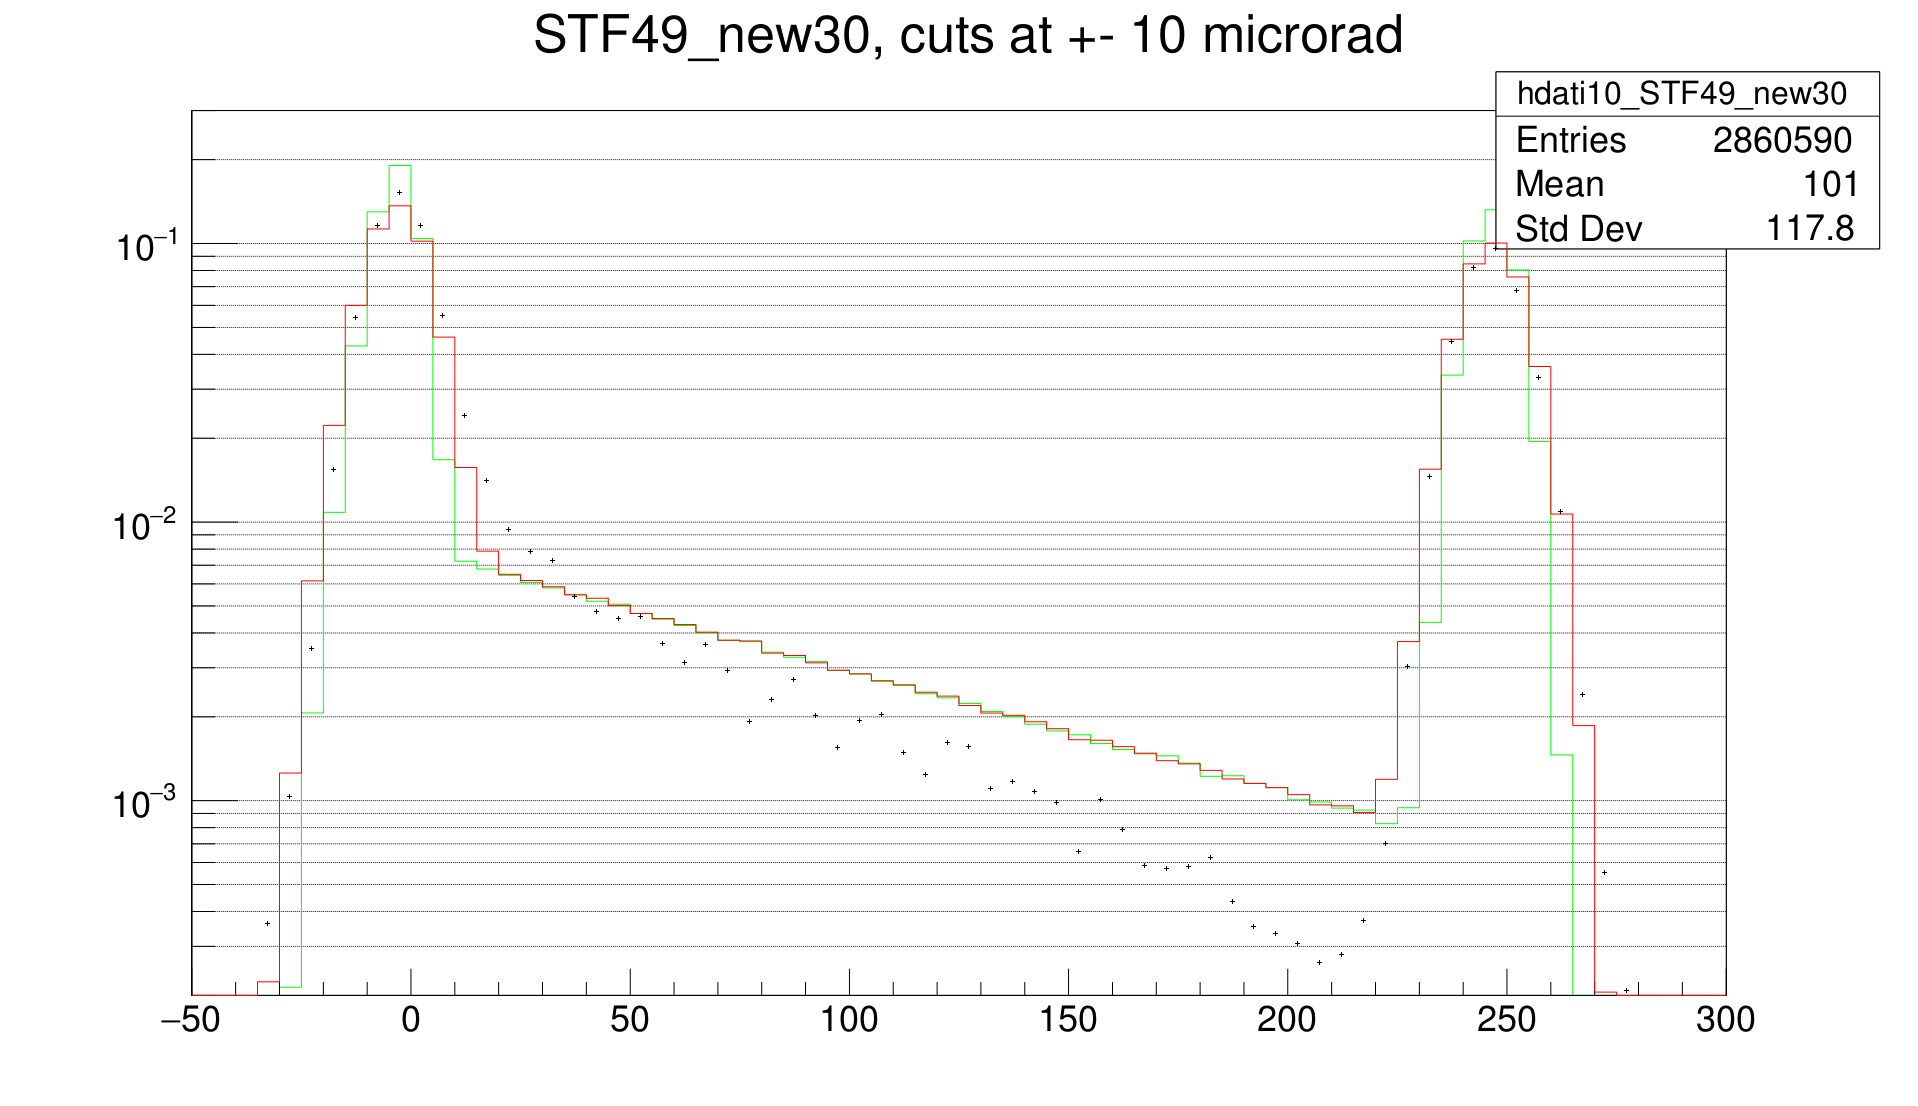 STF49_new30, cuts at +- 10 microrad
hdati10_STF49_new30
Entries 2860590
Mean 101
Std Dev 117.8
10⁻¹
10⁻²
10⁻³
−50 0 50 100 150 200 250 300